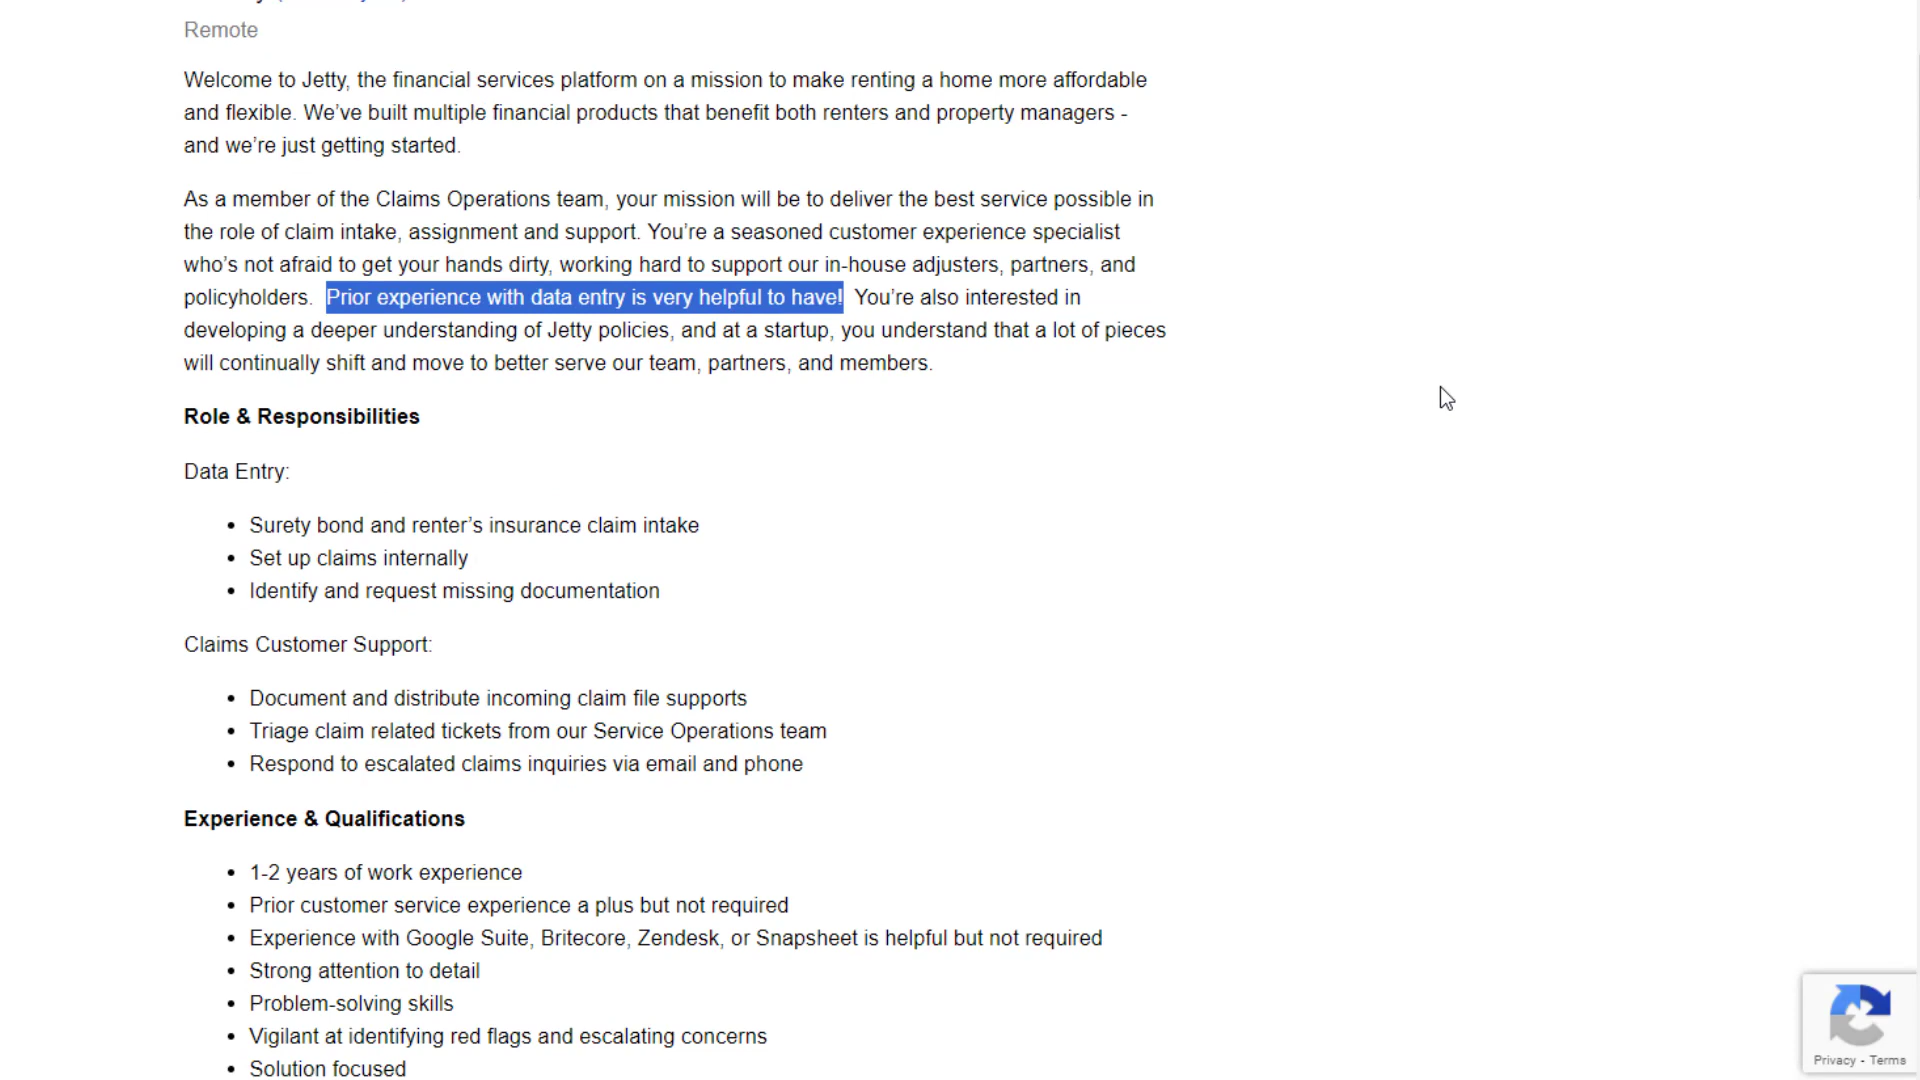 Remote
Welcome to Jetty, the financial services platform on a mission to make renting a home more affordable
and flexible. We’ve built multiple financial products that benefit both renters and property managers -
and we’re just getting started.
As a member of the Claims Operations team, your mission will be to deliver the best service possible in
the role of claim intake, assignment and support. You’re a seasoned customer experience specialist
who’s not afraid to get your hands dirty, working hard to support our in-house adjusters, partners, and
policyholders.  Prior experience with data entry is very helpful to have!  You’re also interested in
developing a deeper understanding of Jetty policies, and at a startup, you understand that a lot of pieces
will continually shift and move to better serve our team, partners, and members.
Role & Responsibilities
Data Entry:
• Surety bond and renter’s insurance claim intake
• Set up claims internally
• Identify and request missing documentation
Claims Customer Support:
• Document and distribute incoming claim file supports
• Triage claim related tickets from our Service Operations team
• Respond to escalated claims inquiries via email and phone
Experience & Qualifications
• 1-2 years of work experience
• Prior customer service experience a plus but not required
• Experience with Google Suite, Britecore, Zendesk, or Snapsheet is helpful but not required
• Strong attention to detail
• Problem-solving skills
• Vigilant at identifying red flags and escalating concerns
• Solution focused
Privacy - Terms